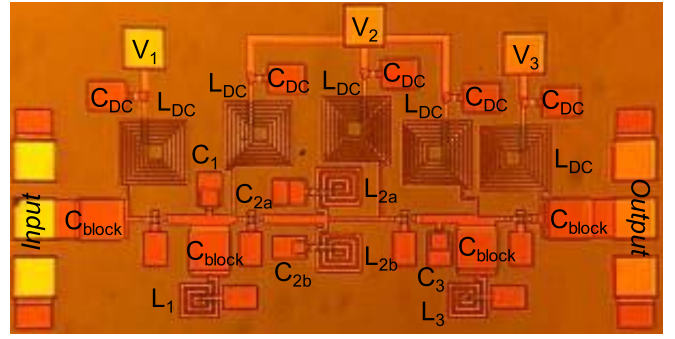 V1
V2
V3
CDC
LDC
LDC
CDC
CDC
LDC
CDC
CDC
LDC
C1
C2a
L2a
Input
Cblock
Cblock
C2b
L2b
C3
Cblock
Cblock
Output
L1
L3